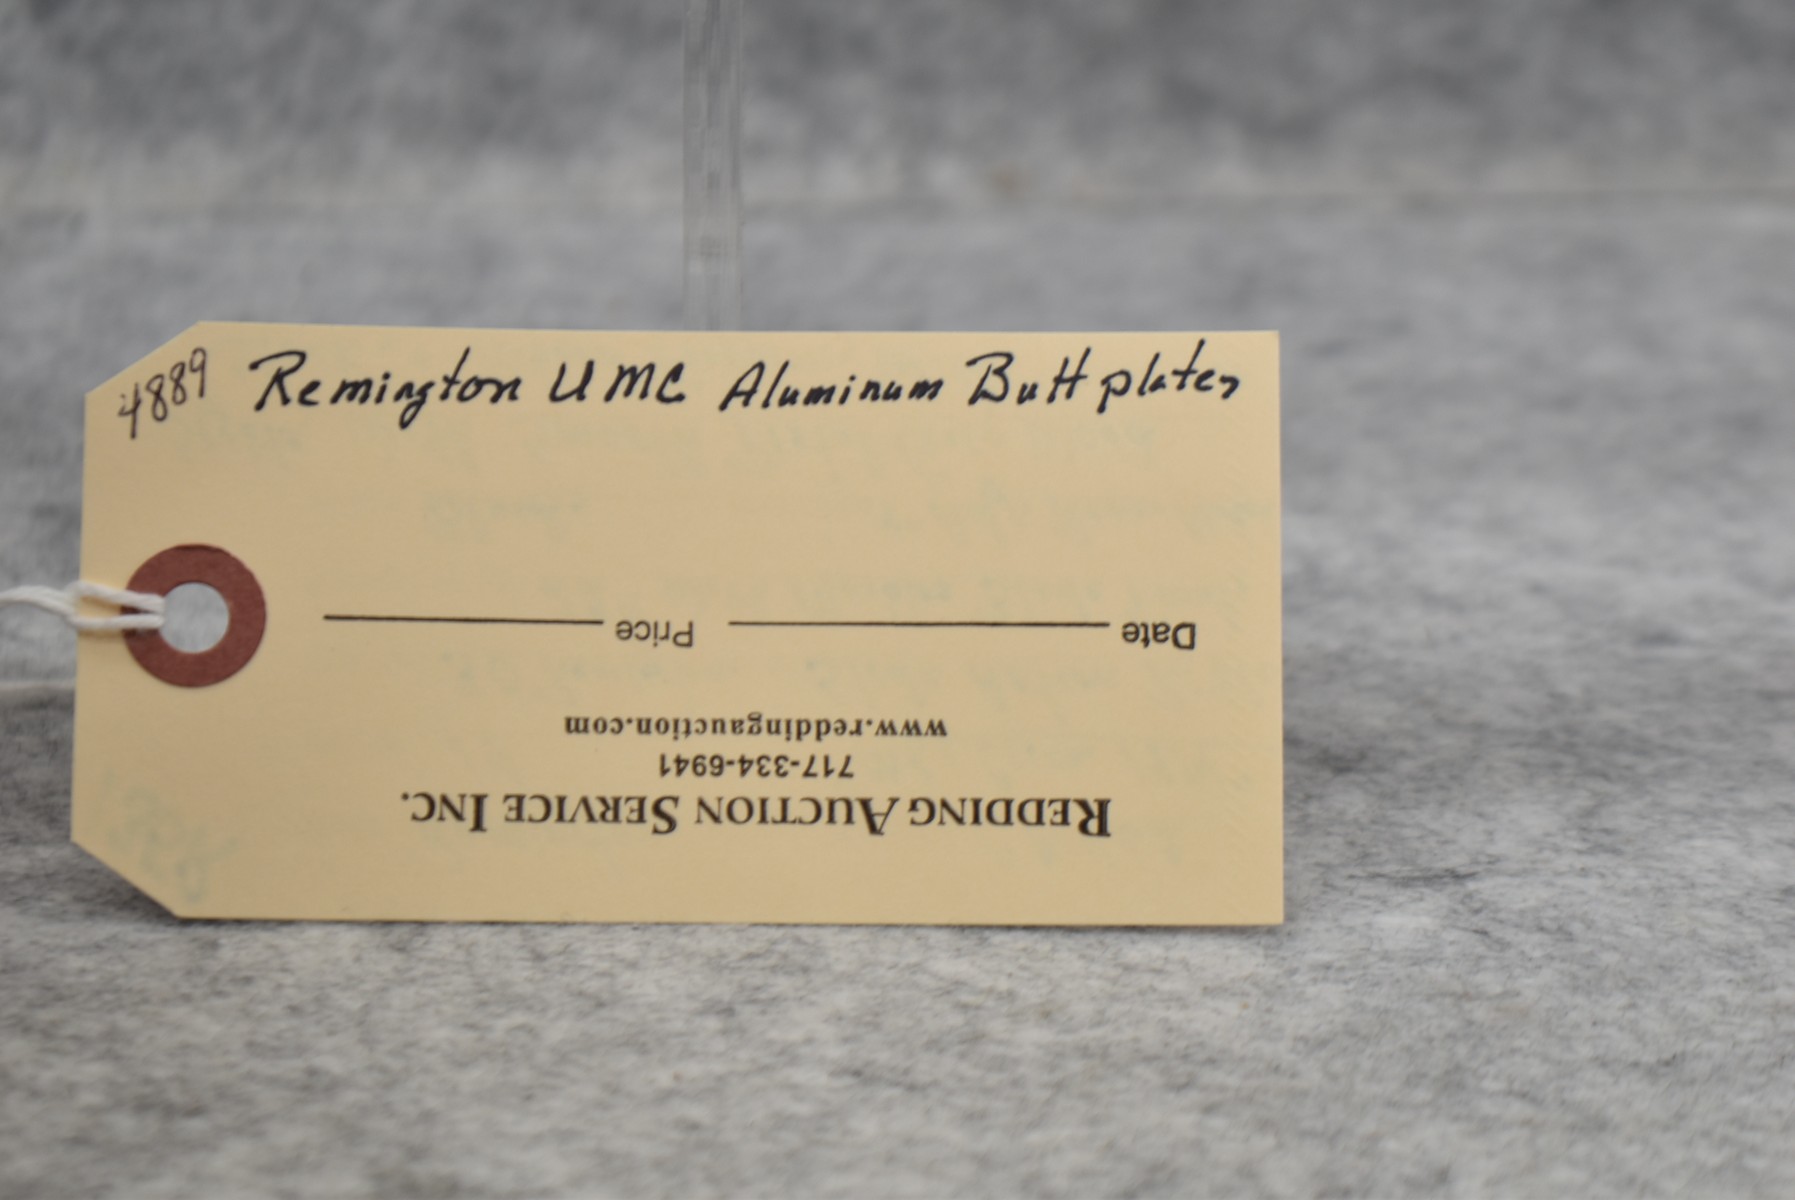 4889 Remington UMC Aluminum Buttplates
REDDING AUCTION SERVICE INC.
717-334-6941
www.reddingauction.com
Date Price